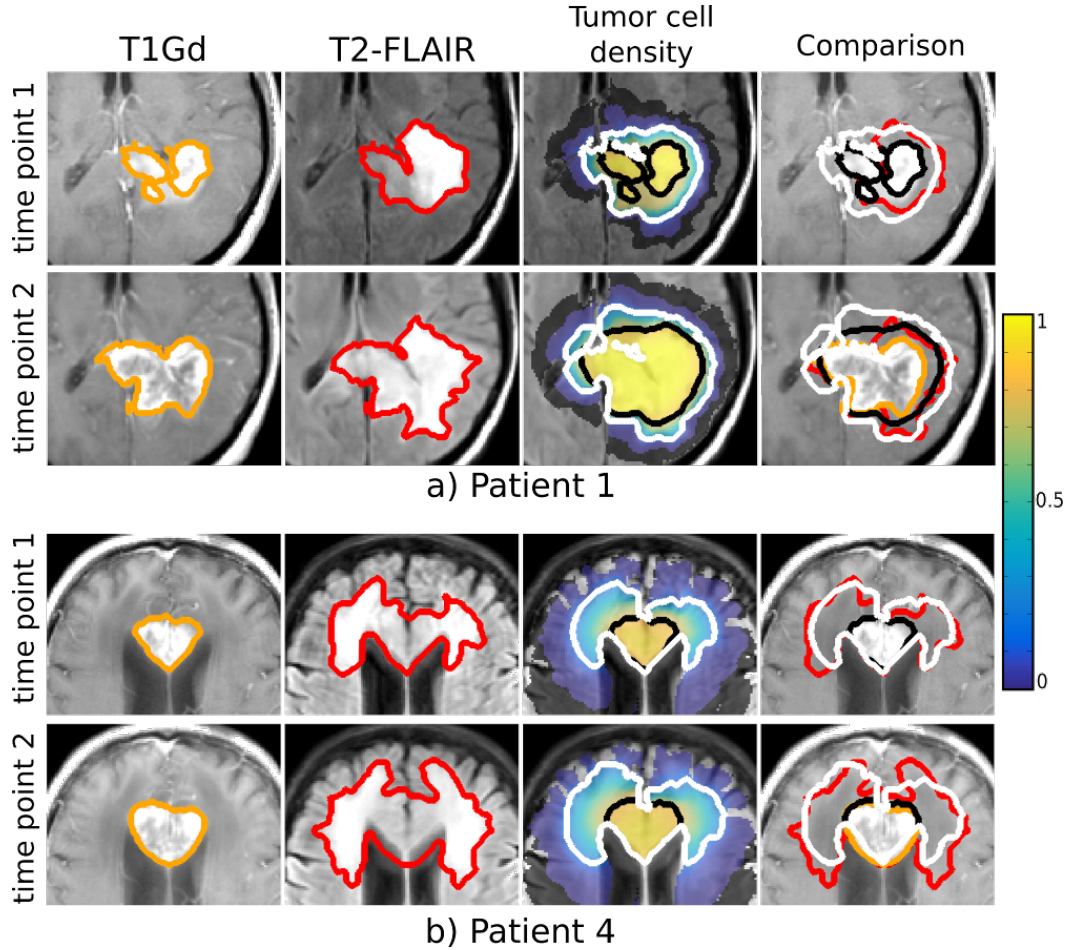 T1Gd
T2-FLAIR
Tumor cell
density
Comparison
time point 1
time point 2
1
0.5
0
a) Patient 1
time point 1
time point 2
b) Patient 4